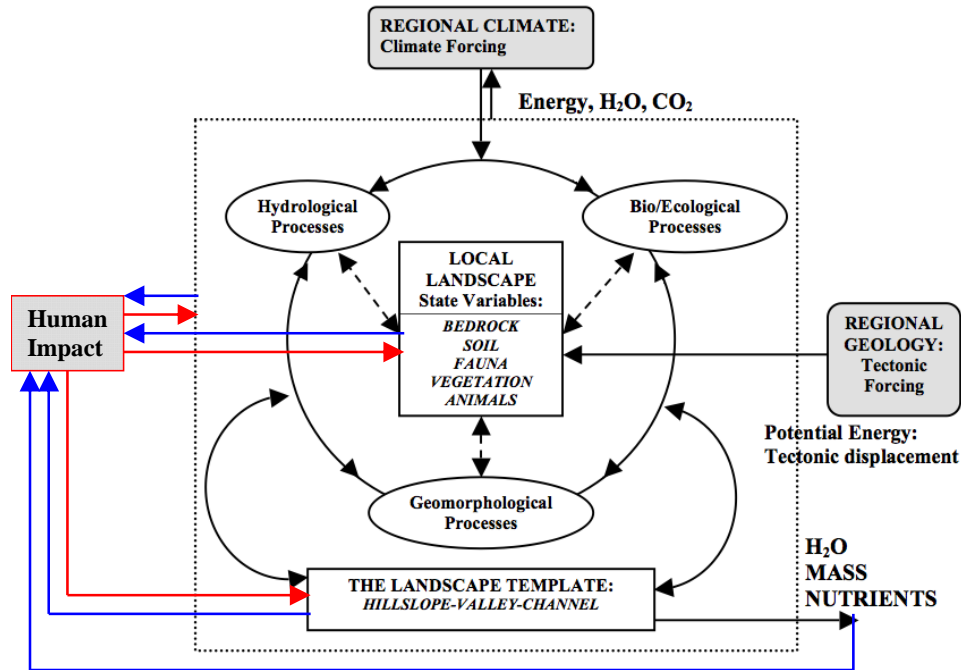 REGIONAL CLIMATE:
Climate Forcing
Energy, H₂O, CO₂
Hydrological
Processes
Bio/Ecological
Processes
LOCAL
LANDSCAPE
State Variables:
BEDROCK
SOIL
FAUNA
VEGETATION
ANIMALS
Human
Impact
REGIONAL
GEOLOGY:
Tectonic
Forcing
Potential Energy:
Tectonic displacement
Geomorphological
Processes
THE LANDSCAPE TEMPLATE:
HILLSLOPE-VALLEY-CHANNEL
H₂O
MASS
NUTRIENTS